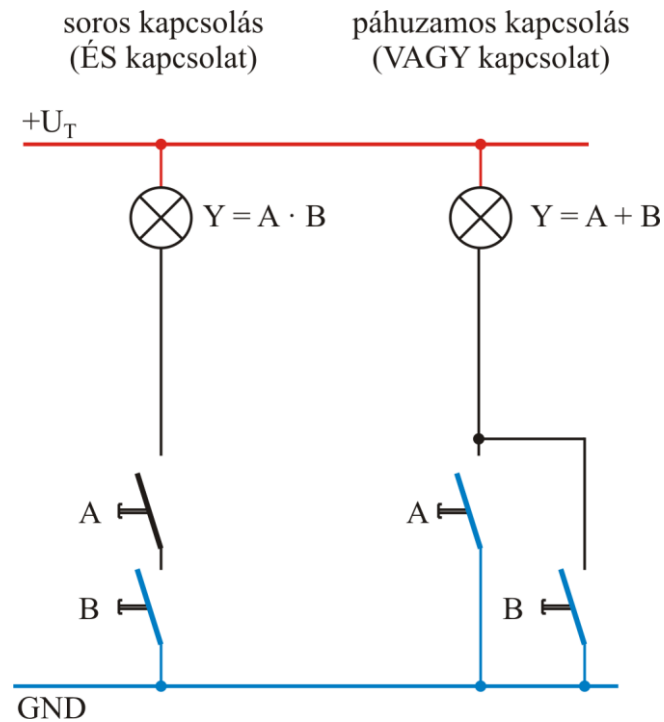 soros kapcsolás
(ÉS kapcsolat)
páhuzamos kapcsolás
(VAGY kapcsolat)
+U_T
Y = A · B
Y = A + B
A
B
A
B
GND